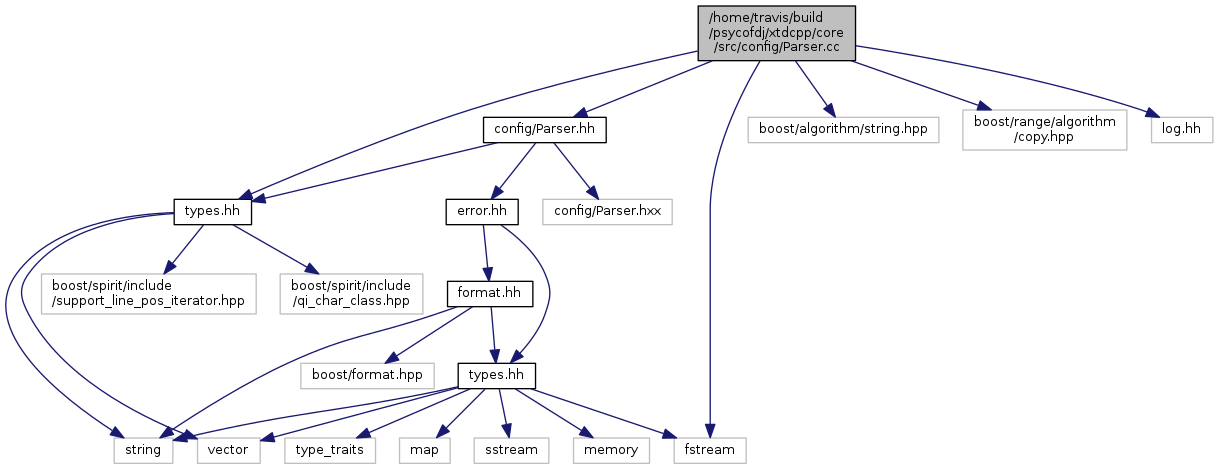 /home/travis/build
/psycofdj/xtdcpp/core
/src/config/Parser.cc
config/Parser.hh
boost/algorithm/string.hpp
boost/range/algorithm
/copy.hpp
log.hh
types.hh
error.hh
config/Parser.hxx
boost/spirit/include
/support_line_pos_iterator.hpp
boost/spirit/include
/qi_char_class.hpp
format.hh
boost/format.hpp
types.hh
string
vector
type_traits
map
sstream
memory
fstream